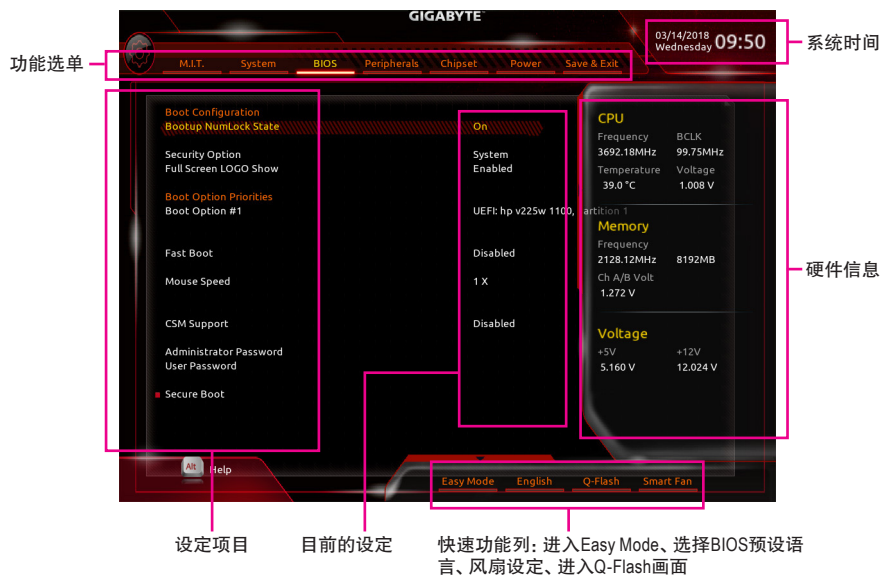 GIGABYTE
03/14/2018
Wednesday 09:50
系统时间
功能选单
M.I.T. System BIOS Peripherals Chipset Power Save & Exit
Boot Configuration
Bootup NumLock State On
Security Option System
Full Screen LOGO Show Enabled
Boot Option Priorities
Boot Option #1 UEFI: hp v225w 1100, artition 1
Fast Boot Disabled
Mouse Speed 1 X
CSM Support Disabled
Administrator Password
User Password
Secure Boot
CPU
Frequency BCLK
3692.18MHz 99.75MHz
Temperature Voltage
39.0 °C 1.008 V
Memory
Frequency
2128.12MHz 8192MB
Ch A/B Volt
1.272 V
Voltage
+5V +12V
5.160 V 12.024 V
硬件信息
Alt Help
Easy Mode English Q-Flash Smart Fan
设定项目
目前的设定
快速功能列: 进入Easy Mode、选择BIOS预设语
言、风扇设定、进入Q-Flash画面